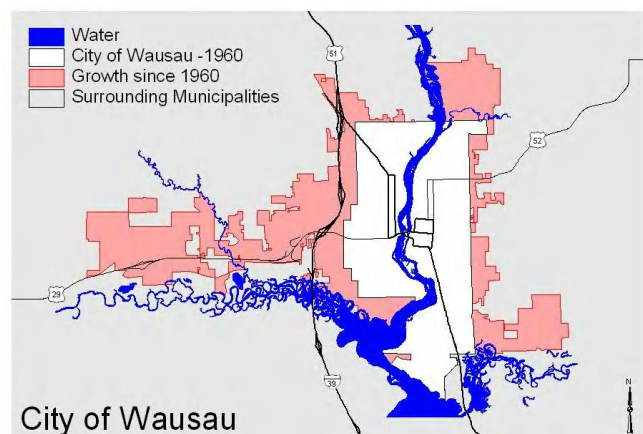 Water
City of Wausau -1960
Growth since 1960
Surrounding Municipalities
51
52
29
39
N
City of Wausau